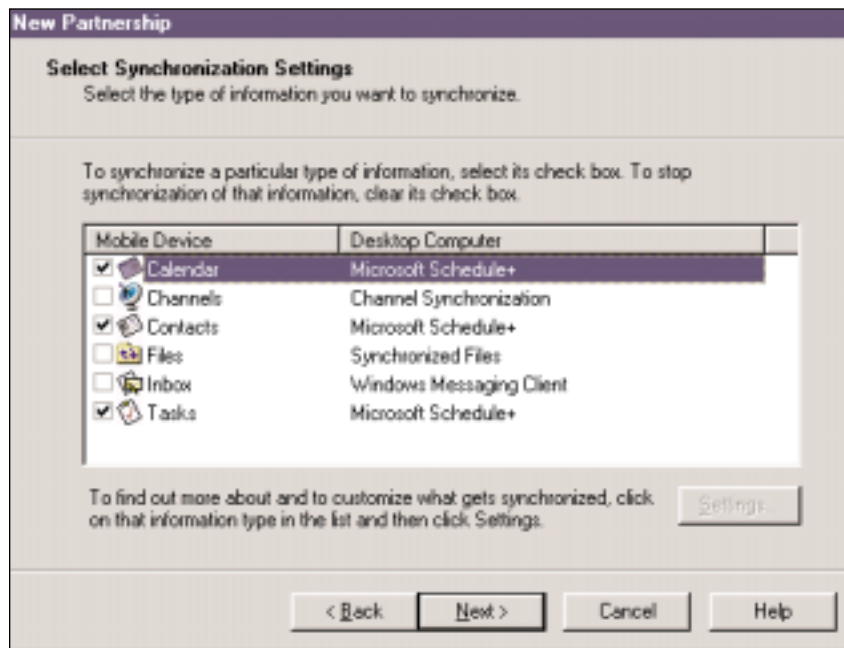 New Partnership
Select Synchronization Settings
Select the type of information you want to synchronize.
To synchronize a particular type of information, select its check box. To stop
synchronization of that information, clear its check box.
Mobile Device Desktop Computer
Calendar Microsoft Schedule+
Channels Channel Synchronization
Contacts Microsoft Schedule+
Files Synchronized Files
Inbox Windows Messaging Client
Tasks Microsoft Schedule+
To find out more about and to customize what gets synchronized, click
on that information type in the list and then click Settings.
Settings...
< Back Next > Cancel Help